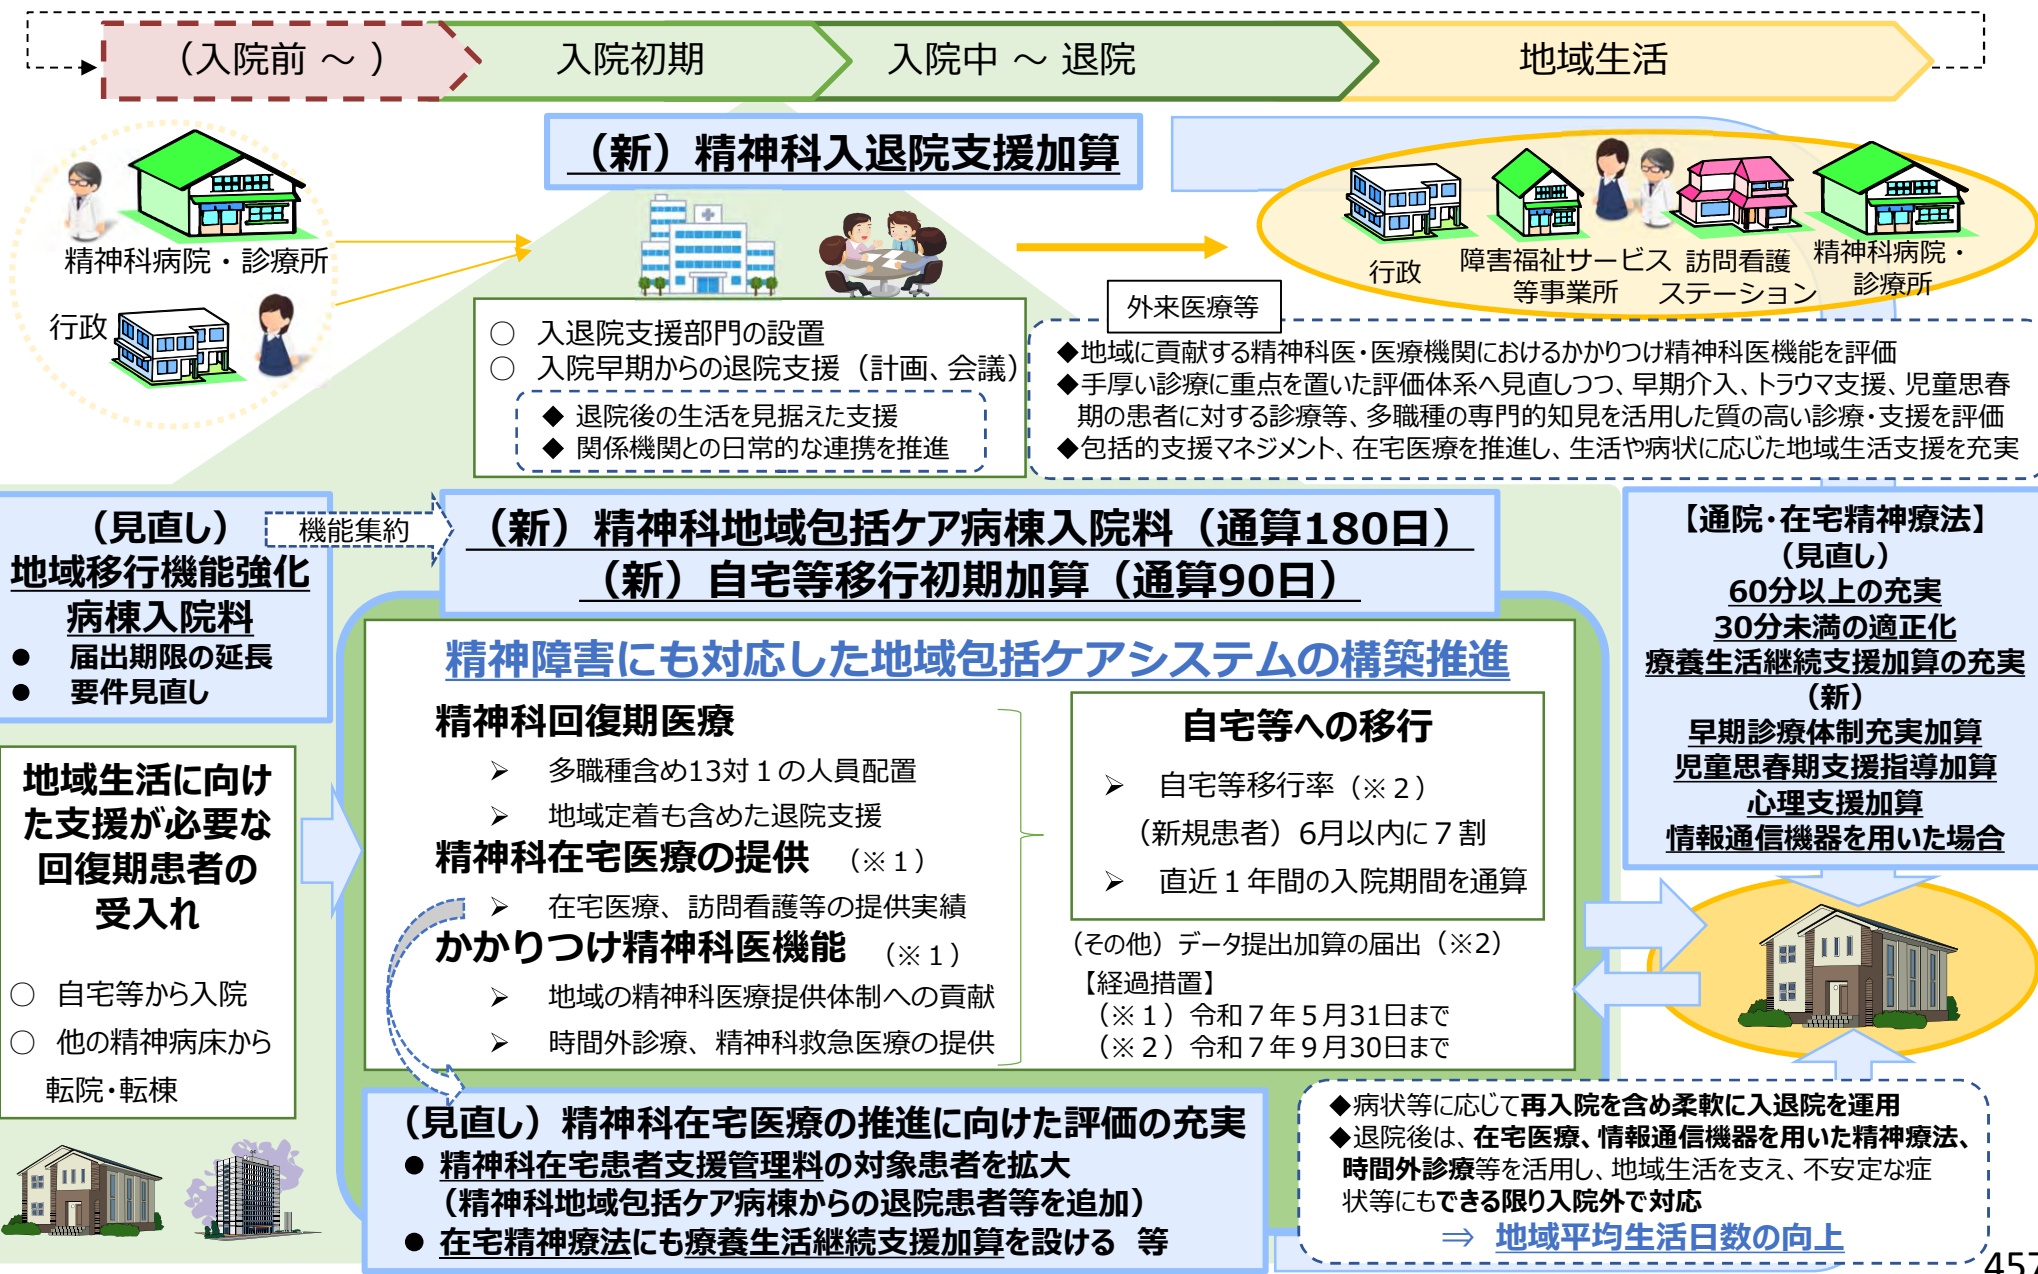 （入院前 ～ ）
入院初期
入院中 ～ 退院
地域生活
（新）精神科入退院支援加算
精神科病院・診療所
行政
○ 入退院支援部門の設置
○ 入院早期からの退院支援（計画、会議）
◆ 退院後の生活を見据えた支援
◆ 関係機関との日常的な連携を推進
行政
障害福祉サービス
等事業所
訪問看護
ステーション
精神科病院・
診療所
外来医療等
◆地域に貢献する精神科医・医療機関におけるかかりつけ精神科医機能を評価
◆手厚い診療に重点を置いた評価体系へ見直しつつ、早期介入、トラウマ支援、児童思春
期の患者に対する診療等、多職種の専門的知見を活用した質の高い診療・支援を評価
◆包括的支援マネジメント、在宅医療を推進し、生活や病状に応じた地域生活支援を充実
（見直し）
地域移行機能強化
病棟入院料
● 届出期限の延長
● 要件見直し
機能集約
（新）精神科地域包括ケア病棟入院料（通算180日）
（新）自宅等移行初期加算（通算90日）
地域生活に向け
た支援が必要な
回復期患者の
受入れ
○ 自宅等から入院
○ 他の精神病床から
転院・転棟
精神障害にも対応した地域包括ケアシステムの構築推進
精神科回復期医療
➢ 多職種含め13対１の人員配置
➢ 地域定着も含めた退院支援
精神科在宅医療の提供 （※１）
➢ 在宅医療、訪問看護等の提供実績
かかりつけ精神科医機能 （※１）
➢ 地域の精神科医療提供体制への貢献
➢ 時間外診療、精神科救急医療の提供
自宅等への移行
➢ 自宅等移行率（※２）
（新規患者）6月以内に７割
➢ 直近１年間の入院期間を通算
（その他）データ提出加算の届出（※2）
【経過措置】
（※１）令和７年５月31日まで
（※２）令和７年９月30日まで
（見直し）精神科在宅医療の推進に向けた評価の充実
● 精神科在宅患者支援管理料の対象患者を拡大
（精神科地域包括ケア病棟からの退院患者等を追加）
● 在宅精神療法にも療養生活継続支援加算を設ける 等
【通院・在宅精神療法】
（見直し）
60分以上の充実
30分未満の適正化
療養生活継続支援加算の充実
（新）
早期診療体制充実加算
児童思春期支援指導加算
心理支援加算
情報通信機器を用いた場合
◆病状等に応じて再入院を含め柔軟に入退院を運用
◆退院後は、在宅医療、情報通信機器を用いた精神療法、
時間外診療等を活用し、地域生活を支え、不安定な症
状等にもできる限り入院外で対応
⇒ 地域平均生活日数の向上
457